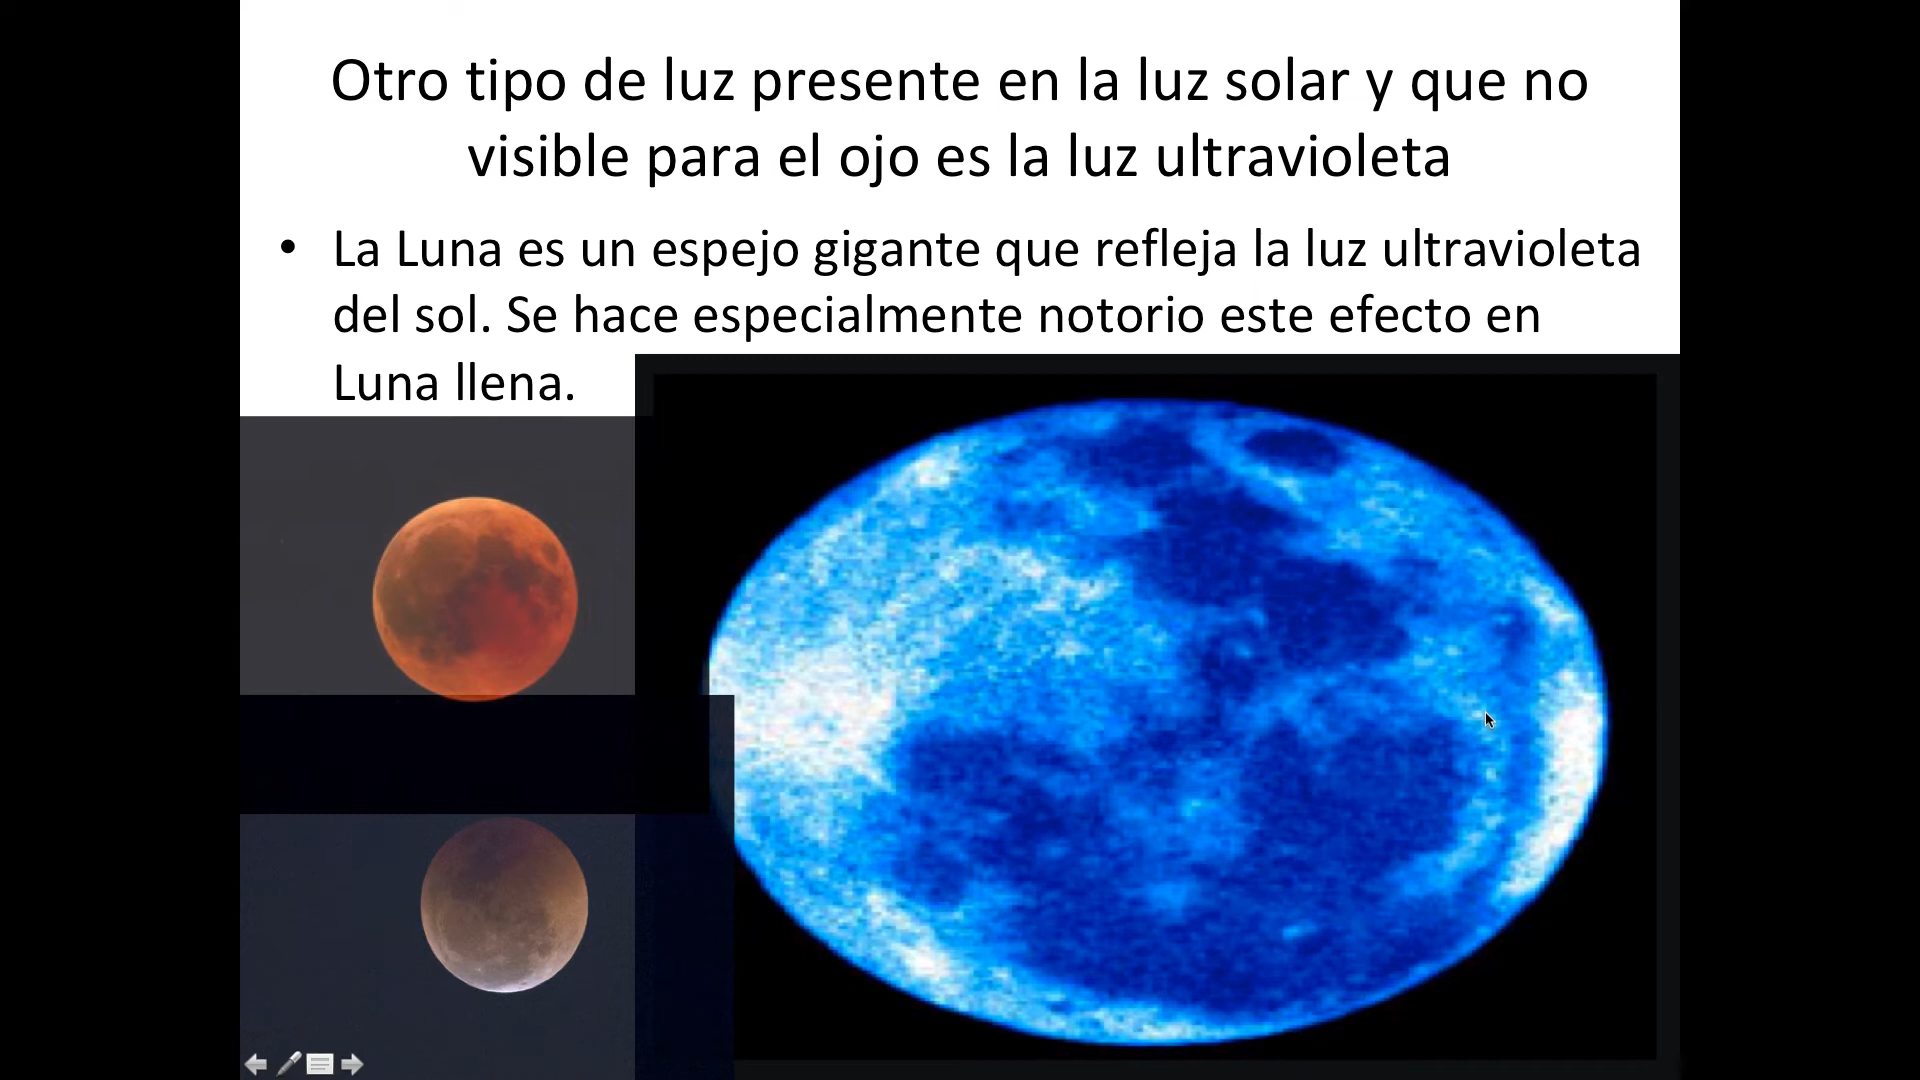 Otro tipo de luz presente en la luz solar y que no
visible para el ojo es la luz ultravioleta
• La Luna es un espejo gigante que refleja la luz ultravioleta
del sol. Se hace especialmente notorio este efecto en
Luna llena.